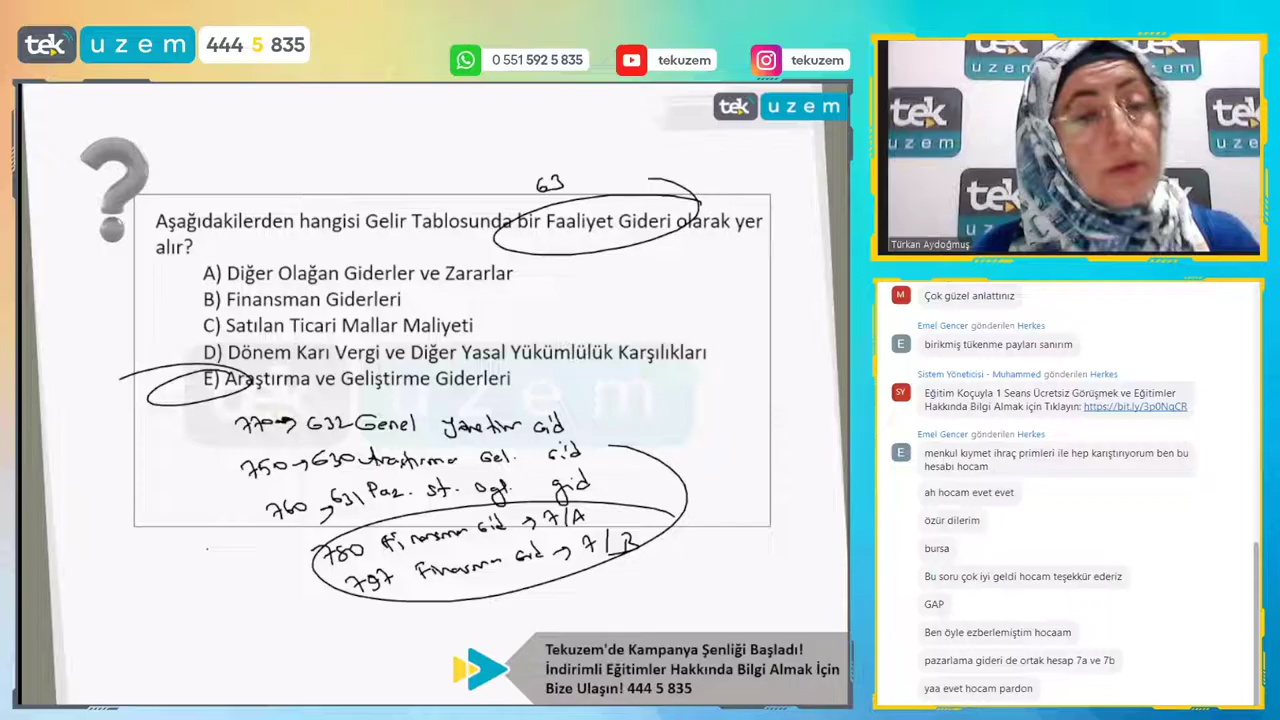 tek uzem 444 5 835
0 551 592 5 835
tekuzem
tekuzem
tek uzem
63
Aşağıdakilerden hangisi Gelir Tablosunda bir Faaliyet Gideri olarak yer
alır?
A) Diğer Olağan Giderler ve Zararlar
B) Finansman Giderleri
C) Satılan Ticari Mallar Maliyeti
D) Dönem Karı Vergi ve Diğer Yasal Yükümlülük Karşılıkları
E) Araştırma ve Geliştirme Giderleri
770 → 632 Genel Yönetim Gid
750 → 630 Araştırma Gel. Gid
760 → 631 Paz. St. Dğl. gid
780 Finansman Gid → 7/A
797 Finansman Gid → 7/B
Tekuzem'de Kampanya Şenliği Başladı!
İndirimli Eğitimler Hakkında Bilgi Almak İçin
Bize Ulaşın! 444 5 835
tek
uzem
Türkan Aydoğmuş
M
Çok güzel anlattınız
Emel Gencer gönderilen Herkes
E
birikmiş tükenme payları sanırım
Sistem Yöneticisi - Muhammed gönderilen Herkes
SY
Eğitim Koçuyla 1 Seans Ücretsiz Görüşmek ve Eğitimler
Hakkında Bilgi Almak için Tıklayın: https://bit.ly/3p0NqCR
Emel Gencer gönderilen Herkes
E
menkul kıymet ihraç primleri ile hep karıştırıyorum ben bu
hesabı hocam
ah hocam evet evet
özür dilerim
bursa
Bu soru çok iyi geldi hocam teşekkür ederiz
GAP
Ben öyle ezberlemiştim hocaam
pazarlama gideri de ortak hesap 7a ve 7b
yaa evet hocam pardon